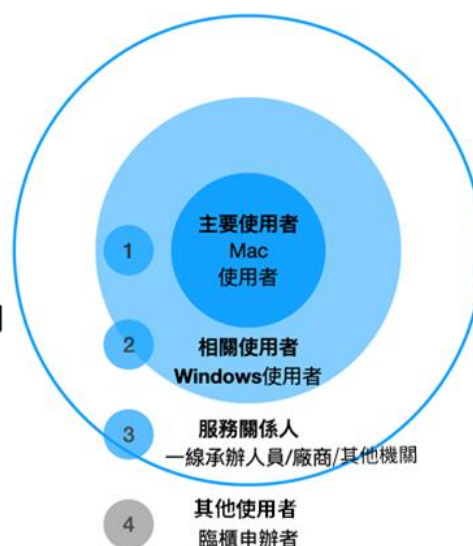 主要使用者
Mac
使用者
1
2
相關使用者
Windows使用者
3
服務關係人
一線承辦人員/廠商/其他機關
4
其他使用者
臨櫃申辦者